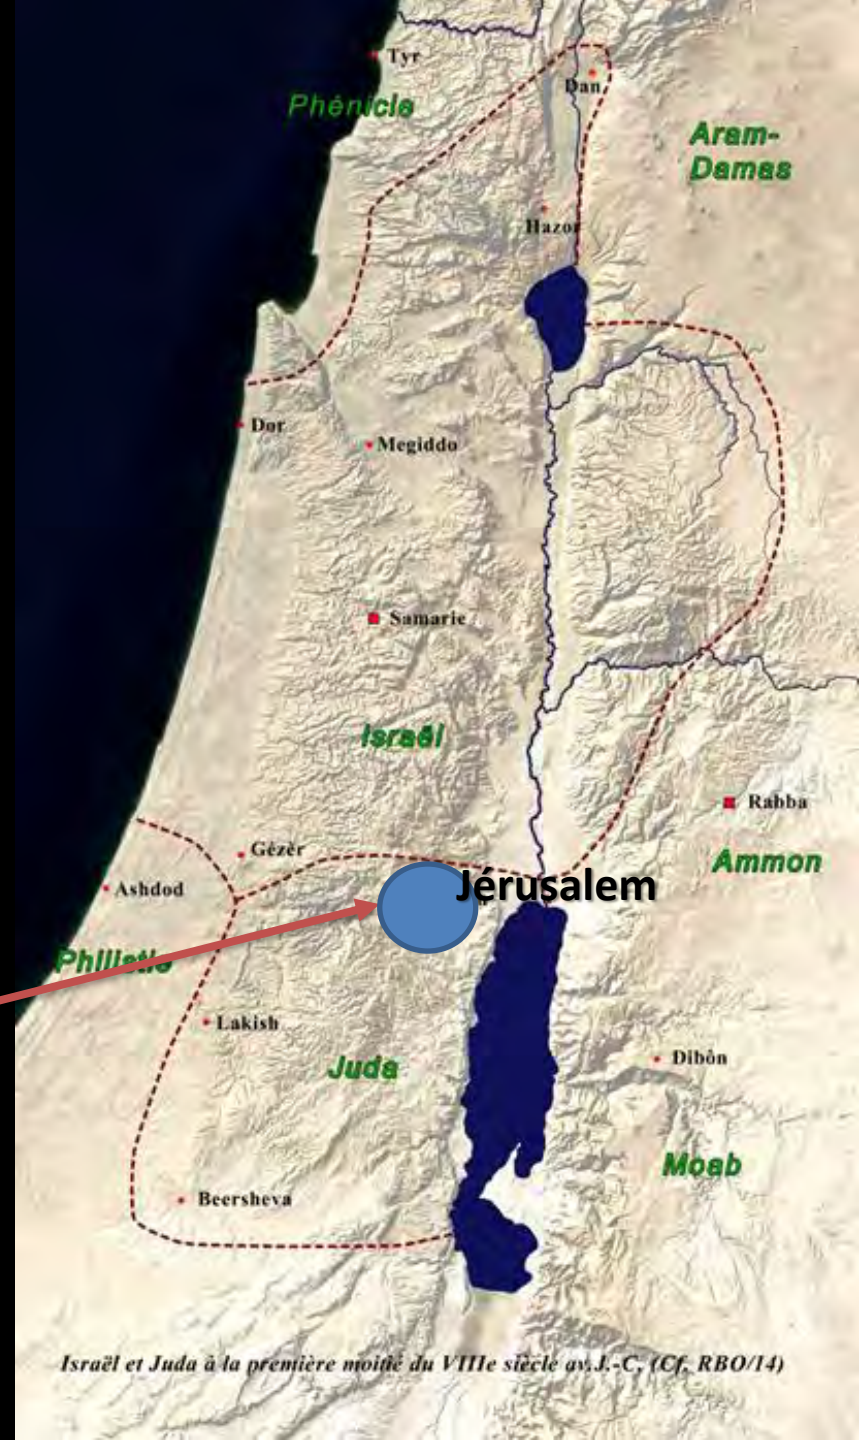 Tyr
Phénicie
Dan
Aram-
Damas
Hazor
Dor
Megiddo
Samarie
Israël
Rabba
Gézér
Ammon
Ashdod
Jérusalem
Philistie
Lakish
Juda
Dibôn
Moab
Beersheva
Israël et Juda à la première moitié du VIIIe siècle av.J.-C. (Cf. RBO/14)